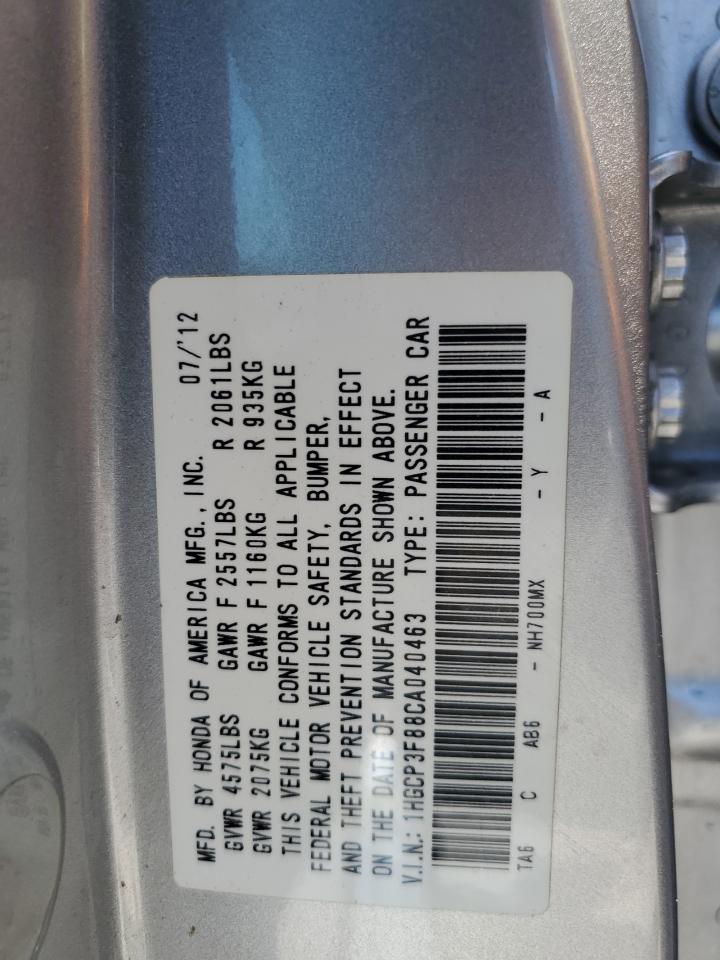 MFD. BY HONDA OF AMERICA MFG., INC. 07/'12
GVWR 4575LBS GAWR F 2557LBS R 2061LBS
GVWR 2075KG GAWR F 1160KG R 935KG
THIS VEHICLE CONFORMS TO ALL APPLICABLE
FEDERAL MOTOR VEHICLE SAFETY, BUMPER,
AND THEFT PREVENTION STANDARDS IN EFFECT
ON THE DATE OF MANUFACTURE SHOWN ABOVE.
V.I.N.: 1HGCP3F88CA040463 TYPE: PASSENGER CAR
TA6 C AB6 - NH700MX - Y - A